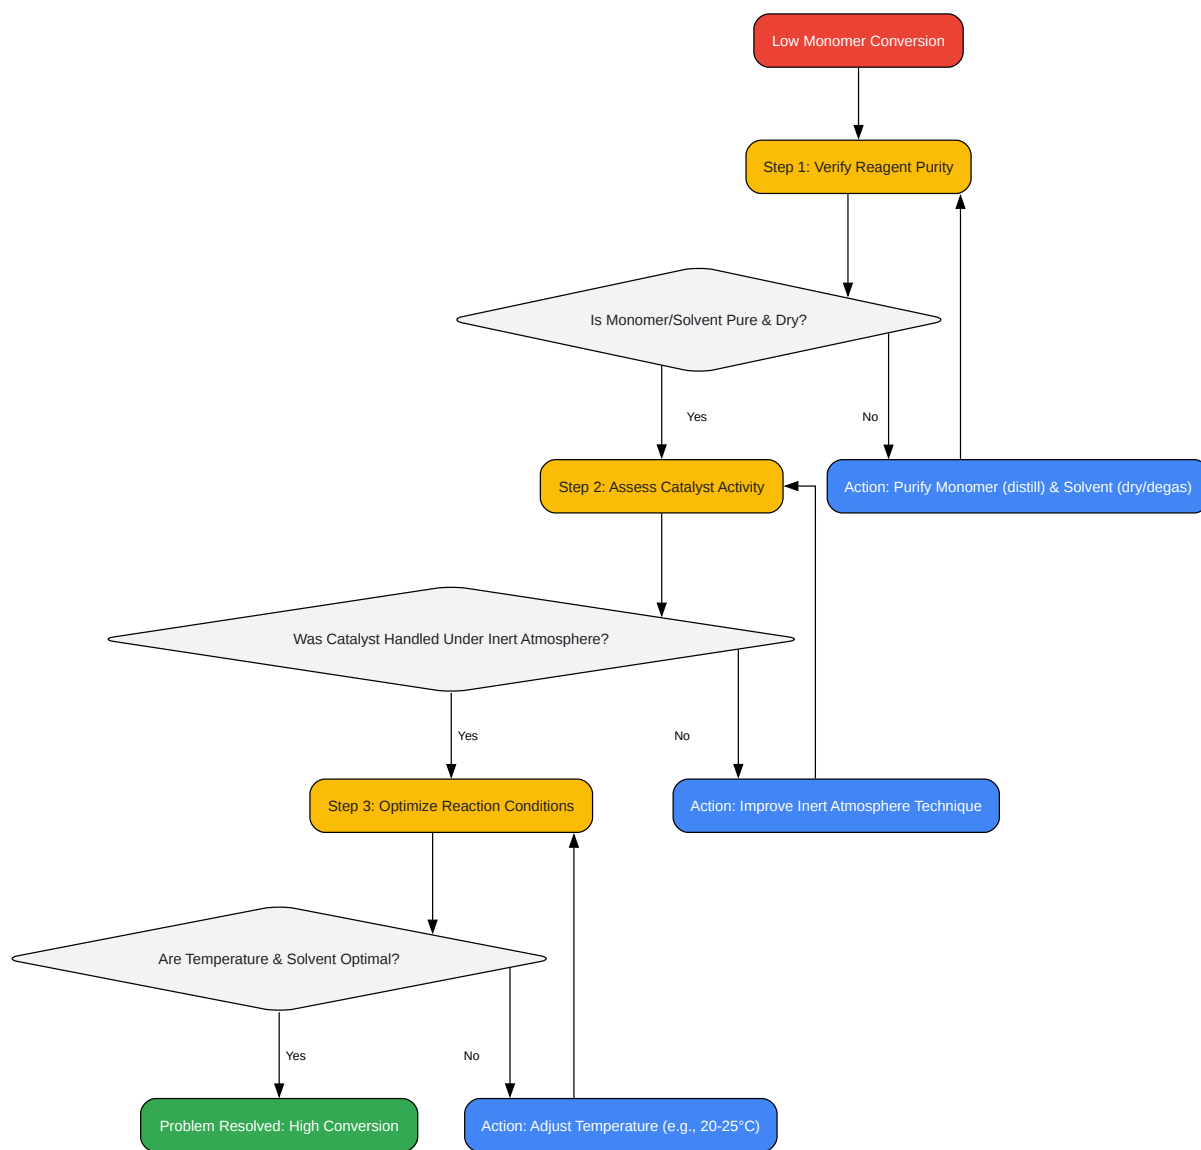 Low Monomer Conversion
Step 1: Verify Reagent Purity
Is Monomer/Solvent Pure & Dry?
Yes
No
Step 2: Assess Catalyst Activity
Action: Purify Monomer (distill) & Solvent (dry/degas)
Was Catalyst Handled Under Inert Atmosphere?
Yes
No
Step 3: Optimize Reaction Conditions
Action: Improve Inert Atmosphere Technique
Are Temperature & Solvent Optimal?
Yes
No
Problem Resolved: High Conversion
Action: Adjust Temperature (e.g., 20-25°C)